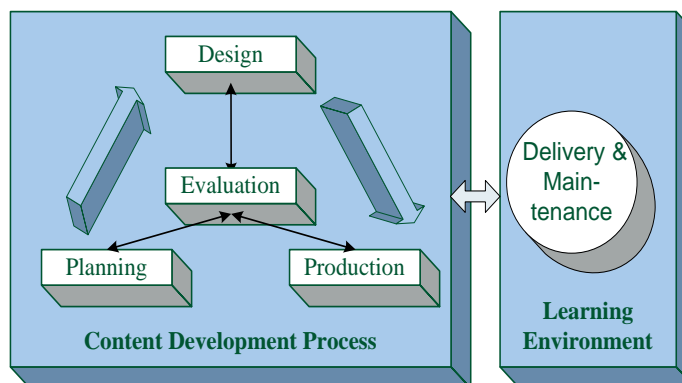 Design
Evaluation
Planning
Production
Content Development Process
Delivery &
Main-
tenance
Learning
Environment